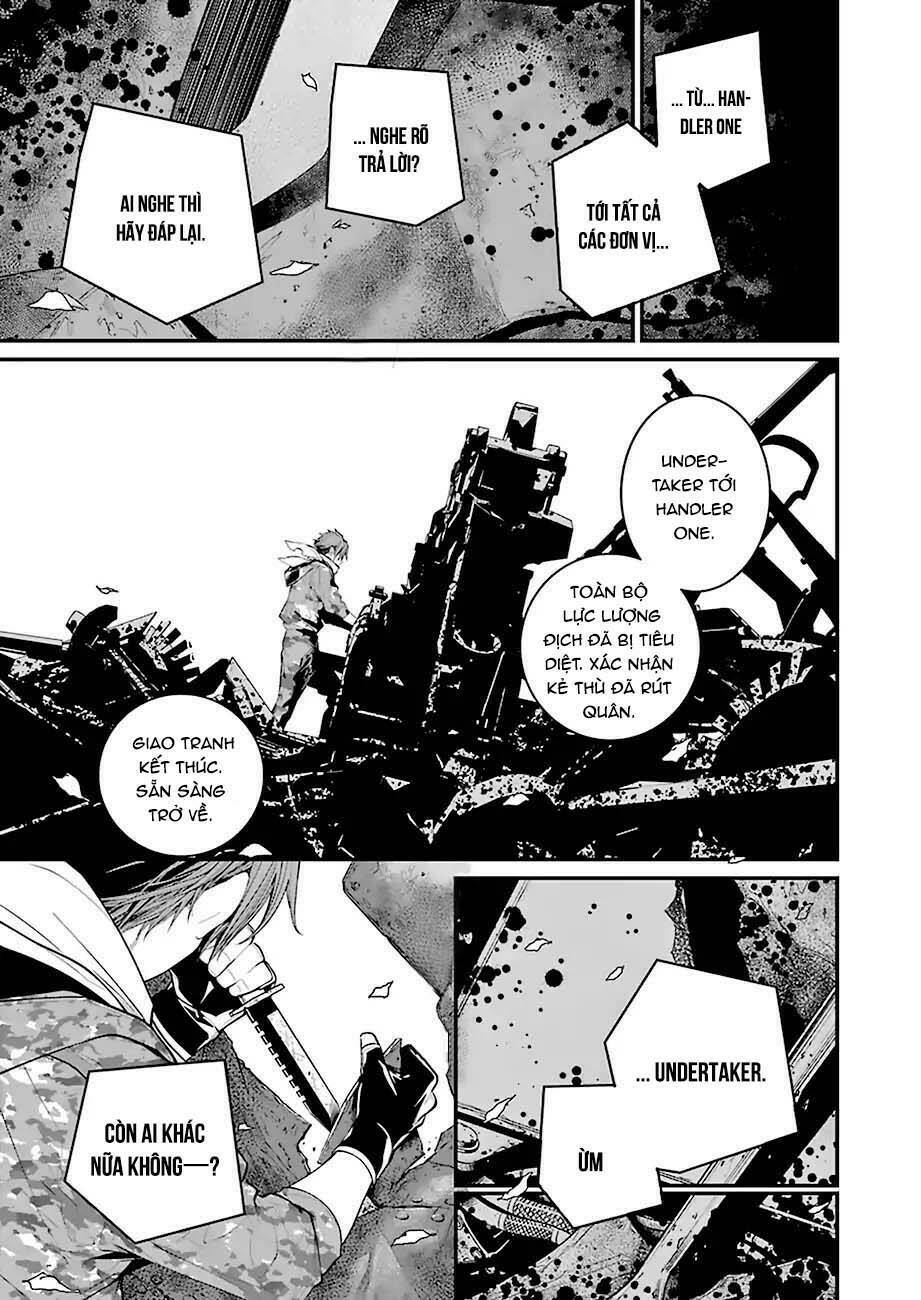 ... TỪ... HAN-
DLER ONE
TỚI TẤT CẢ
CÁC ĐƠN VỊ...
... NGHE RÕ
TRẢ LỜI?
AI NGHE THÌ
HÃY ĐÁP LẠI.
UNDER-
TAKER TỚI
HANDLER
ONE.
TOÀN BỘ
LỰC LƯỢNG
ĐỊCH ĐÃ BỊ TIÊU
DIỆT. XÁC NHẬN
KẺ THÙ ĐÃ RÚT
QUÂN.
GIAO TRANH
KẾT THÚC.
SẴN SÀNG
TRỞ VỀ.
... UNDERTAKER.
ỪM
CÒN AI KHÁC
NỮA KHÔNG—?